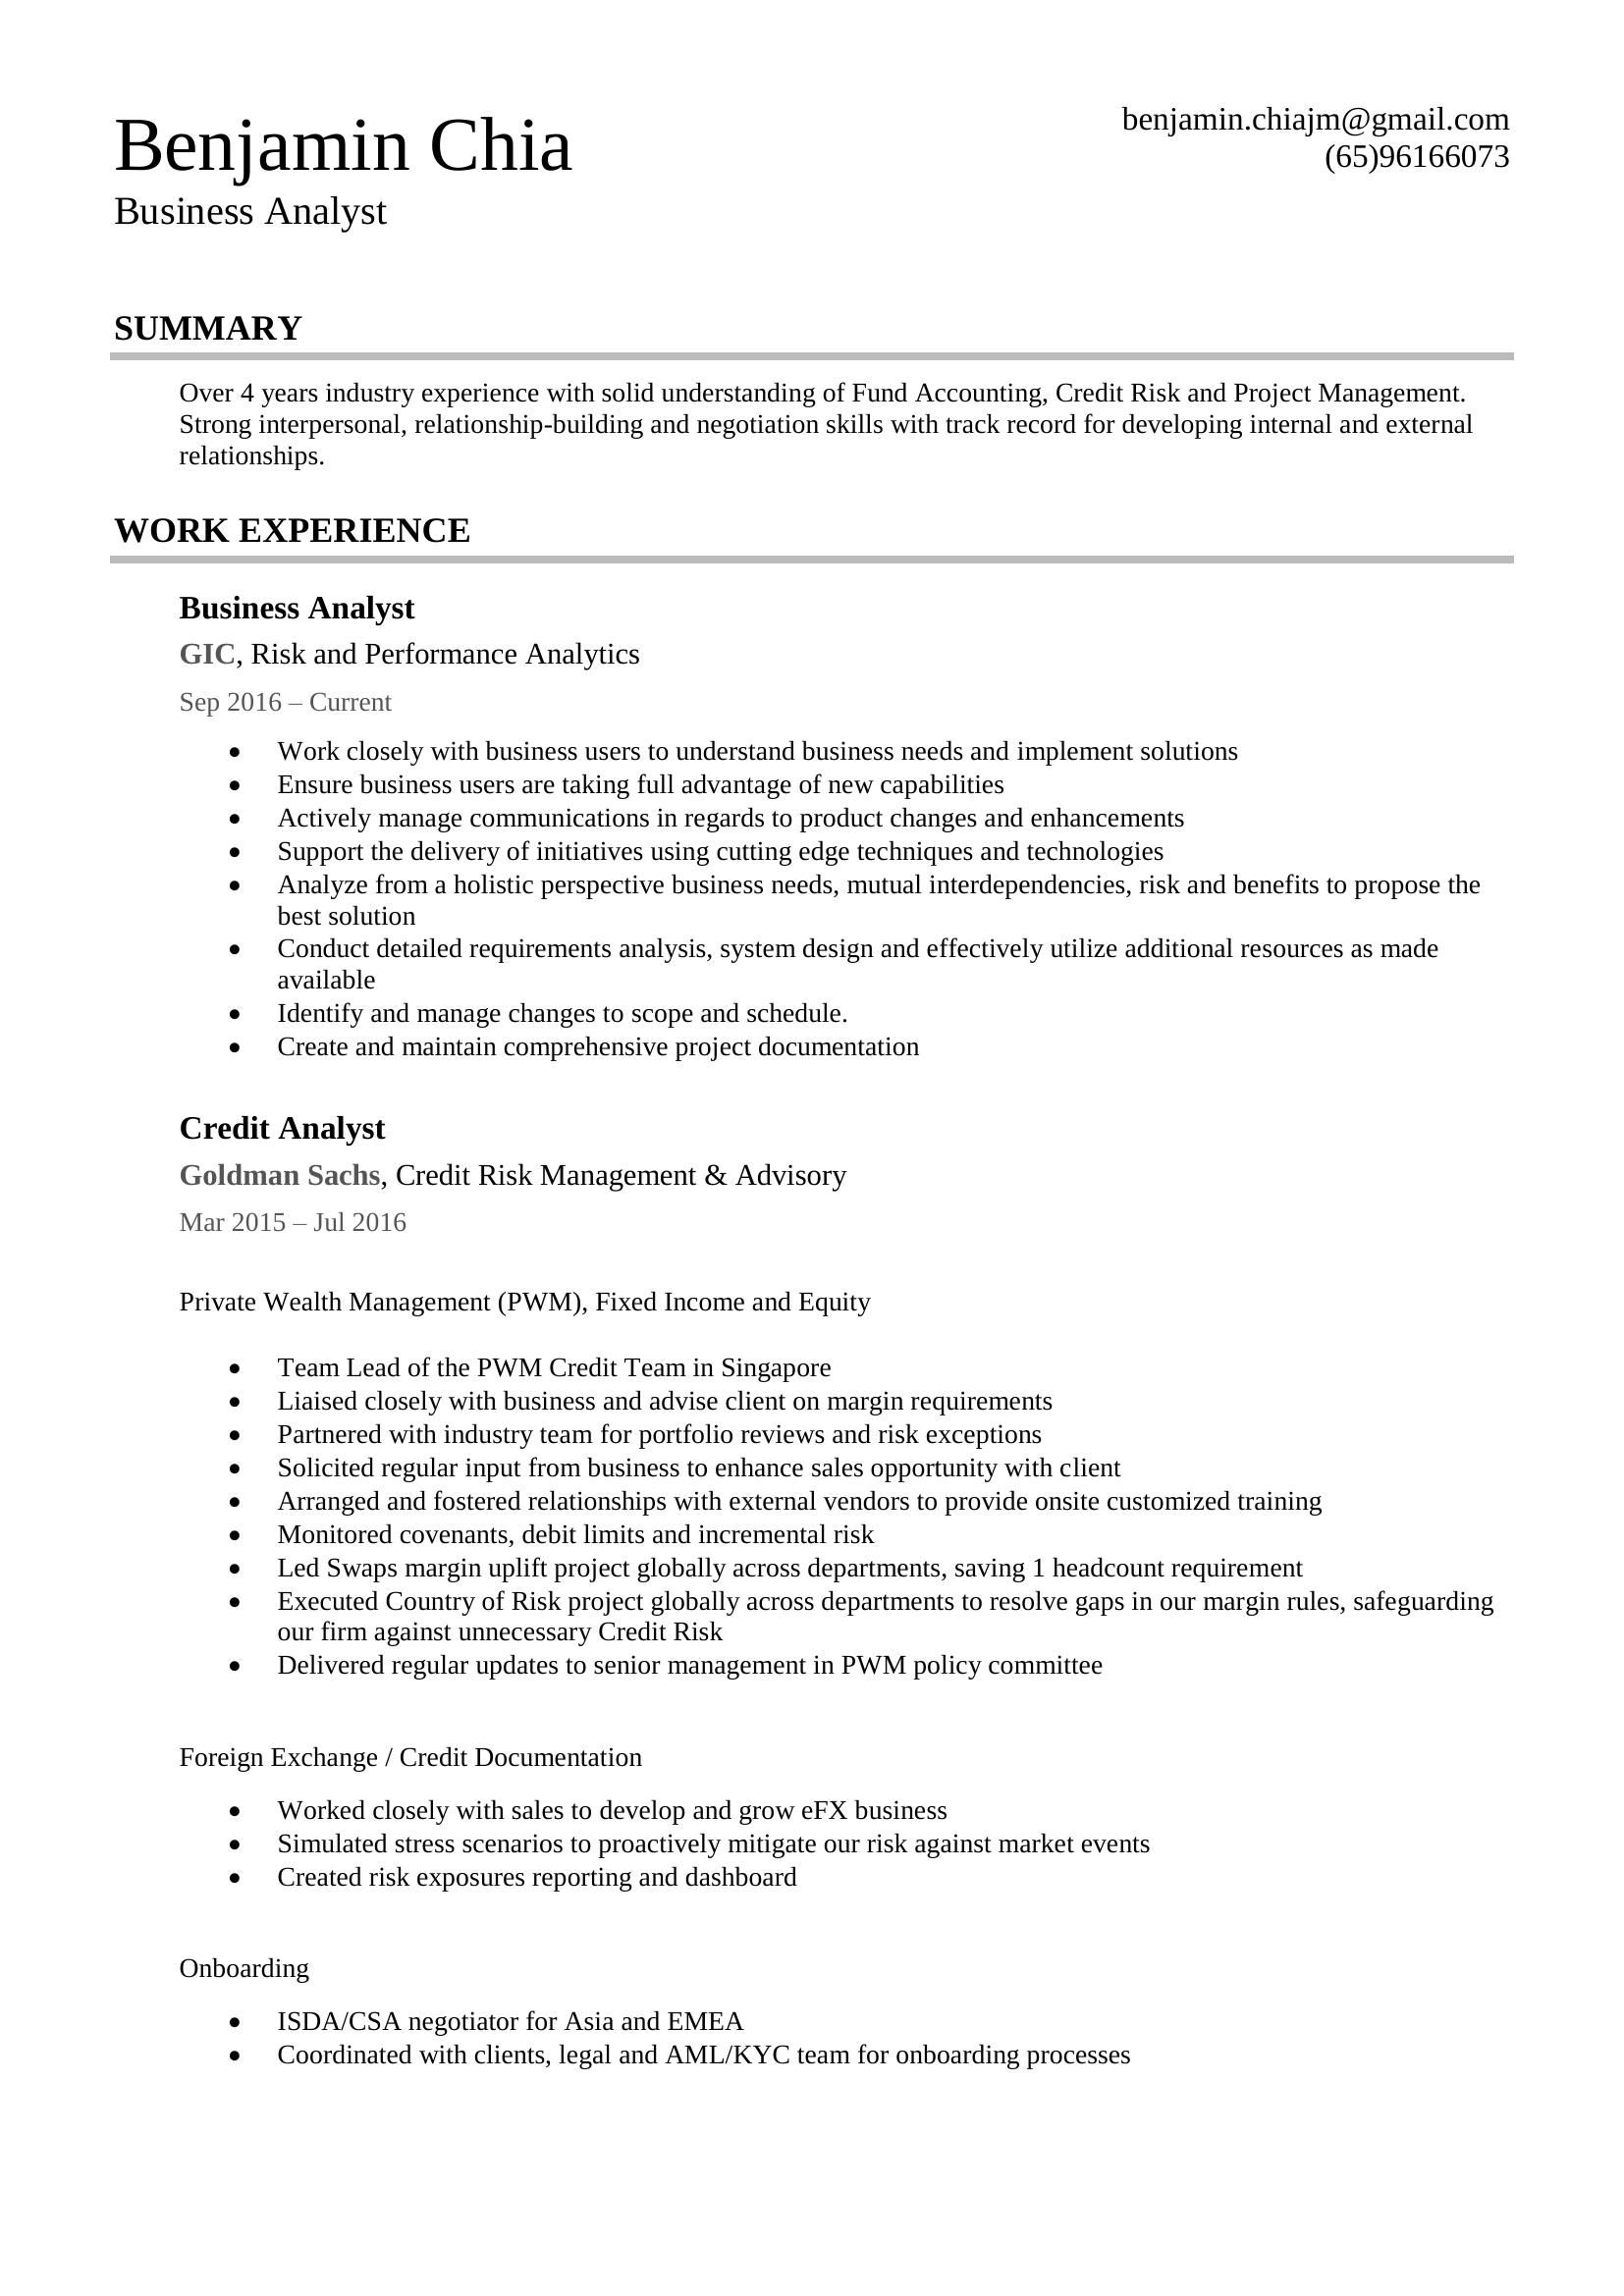 Benjamin Chia
Business Analyst
benjamin.chiajm@gmail.com
(65)96166073
SUMMARY
Over 4 years industry experience with solid understanding of Fund Accounting, Credit Risk and Project Management.
Strong interpersonal, relationship-building and negotiation skills with track record for developing internal and external
relationships.
WORK EXPERIENCE
Business Analyst
GIC, Risk and Performance Analytics
Sep 2016 – Current
• Work closely with business users to understand business needs and implement solutions
• Ensure business users are taking full advantage of new capabilities
• Actively manage communications in regards to product changes and enhancements
• Support the delivery of initiatives using cutting edge techniques and technologies
• Analyze from a holistic perspective business needs, mutual interdependencies, risk and benefits to propose the
best solution
• Conduct detailed requirements analysis, system design and effectively utilize additional resources as made
available
• Identify and manage changes to scope and schedule.
• Create and maintain comprehensive project documentation
Credit Analyst
Goldman Sachs, Credit Risk Management & Advisory
Mar 2015 – Jul 2016
Private Wealth Management (PWM), Fixed Income and Equity
• Team Lead of the PWM Credit Team in Singapore
• Liaised closely with business and advise client on margin requirements
• Partnered with industry team for portfolio reviews and risk exceptions
• Solicited regular input from business to enhance sales opportunity with client
• Arranged and fostered relationships with external vendors to provide onsite customized training
• Monitored covenants, debit limits and incremental risk
• Led Swaps margin uplift project globally across departments, saving 1 headcount requirement
• Executed Country of Risk project globally across departments to resolve gaps in our margin rules, safeguarding
our firm against unnecessary Credit Risk
• Delivered regular updates to senior management in PWM policy committee
Foreign Exchange / Credit Documentation
• Worked closely with sales to develop and grow eFX business
• Simulated stress scenarios to proactively mitigate our risk against market events
• Created risk exposures reporting and dashboard
Onboarding
• ISDA/CSA negotiator for Asia and EMEA
• Coordinated with clients, legal and AML/KYC team for onboarding processes